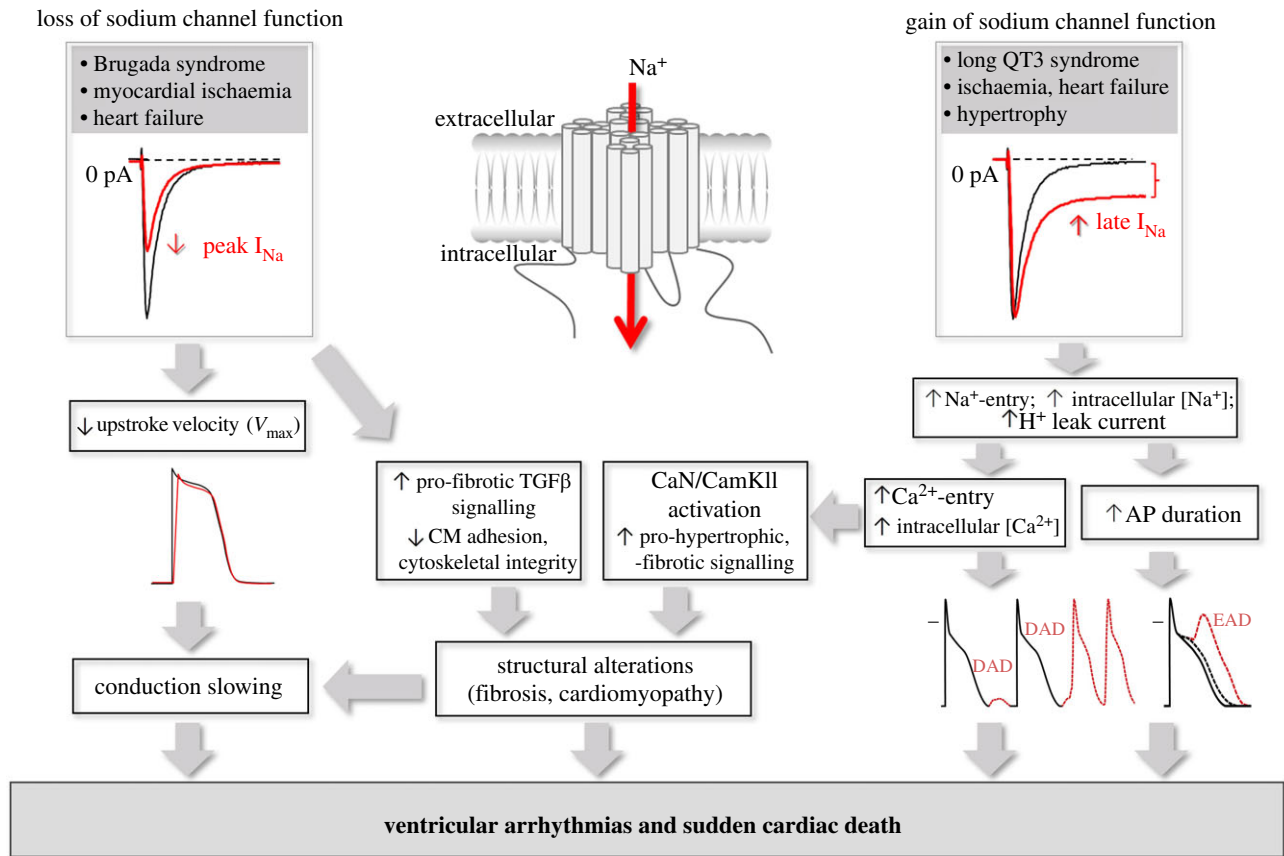 loss of sodium channel function
• Brugada syndrome
• myocardial ischaemia
• heart failure
0 pA
↓ peak I_Na
Na⁺
extracellular
intracellular
gain of sodium channel function
• long QT3 syndrome
• ischaemia, heart failure
• hypertrophy
0 pA
↑ late I_Na
↓ upstroke velocity (V_max)
↑ pro-fibrotic TGFβ
signalling
↓ CM adhesion,
cytoskeletal integrity
CaN/CamKll
activation
↑ pro-hypertrophic,
-fibrotic signalling
↑Na⁺-entry; ↑ intracellular [Na⁺];
↑H⁺ leak current
↑Ca²⁺-entry
↑ intracellular [Ca²⁺]
↑AP duration
DAD
DAD
EAD
conduction slowing
structural alterations
(fibrosis, cardiomyopathy)
ventricular arrhythmias and sudden cardiac death